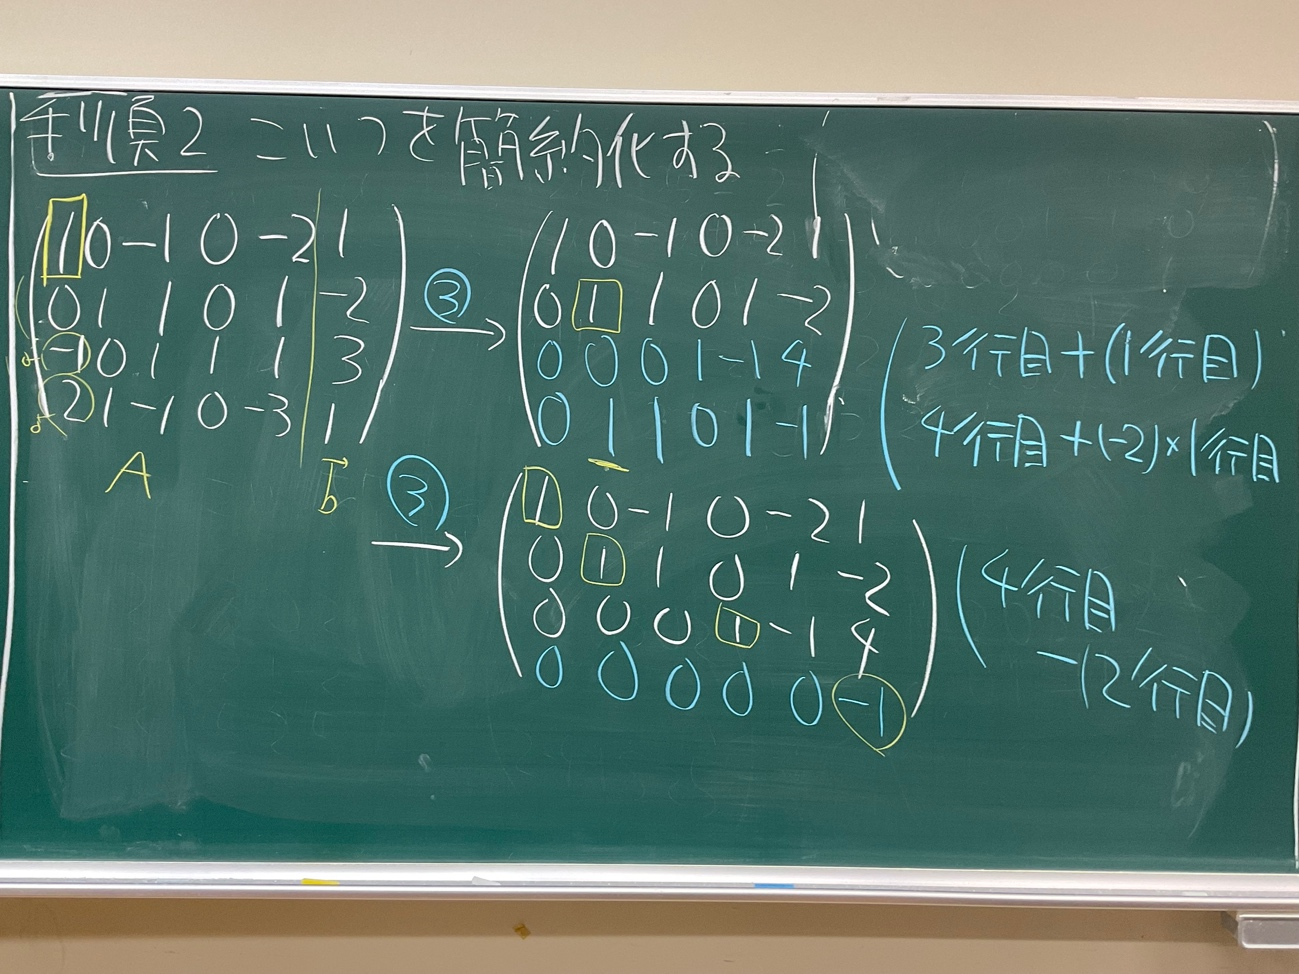 手順2 こいつを簡約化する
1 0 -1 0 -2 1
0 1 1 0 1 -2
-1 0 1 1 1 3
2 1 -1 0 -3 1
A b
③
1 0 -1 0 -2 1
0 1 1 0 1 -2
0 0 0 1 -1 4
0 1 1 0 1 -1
3行目+(1行目)
4行目+(-2)×1行目
③
1 0 -1 0 -2 1
0 1 1 0 1 -2
0 0 0 1 -1 4
0 0 0 0 0 -1
4行目
-(2行目)